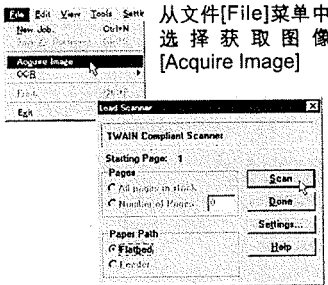 File Edit View Tools
从文件[File]菜单中
选择获取图像
[Acquire Image]
New Job. Ctrl+N
Acquire Image
OCR
Exit
Load Scanner
TWAIN Compliant Scanner
Starting Page: 1
Pages
All pages in stack
Number of Pages 0
Scan
Done
Settings...
Help
Paper Path
Flatbed
Feeder